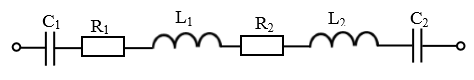 C₁ R₁ L₁ R₂ L₂ C₂